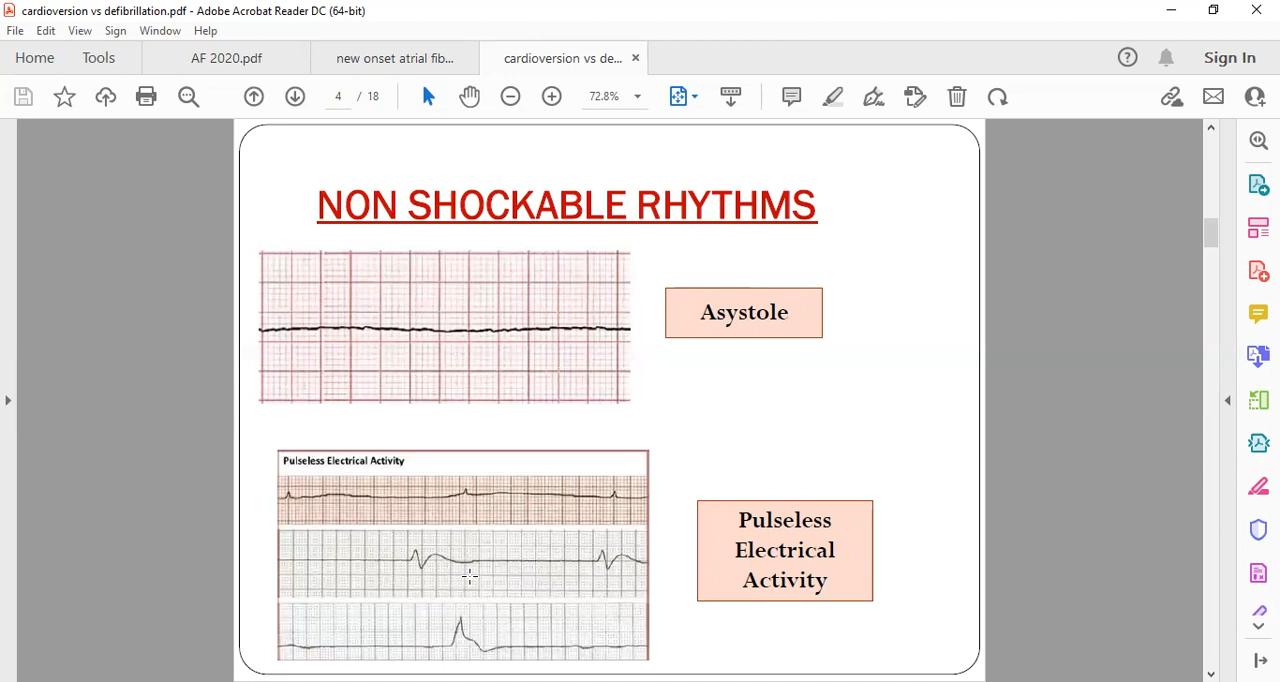 cardioversion vs defibrillation.pdf - Adobe Acrobat Reader DC (64-bit)
File Edit View Sign Window Help
Home Tools AF 2020.pdf new onset atrial fib... cardioversion vs de... Sign In
4 / 18 72.8%
NON SHOCKABLE RHYTHMS
Asystole
Pulseless Electrical Activity
Pulseless
Electrical
Activity